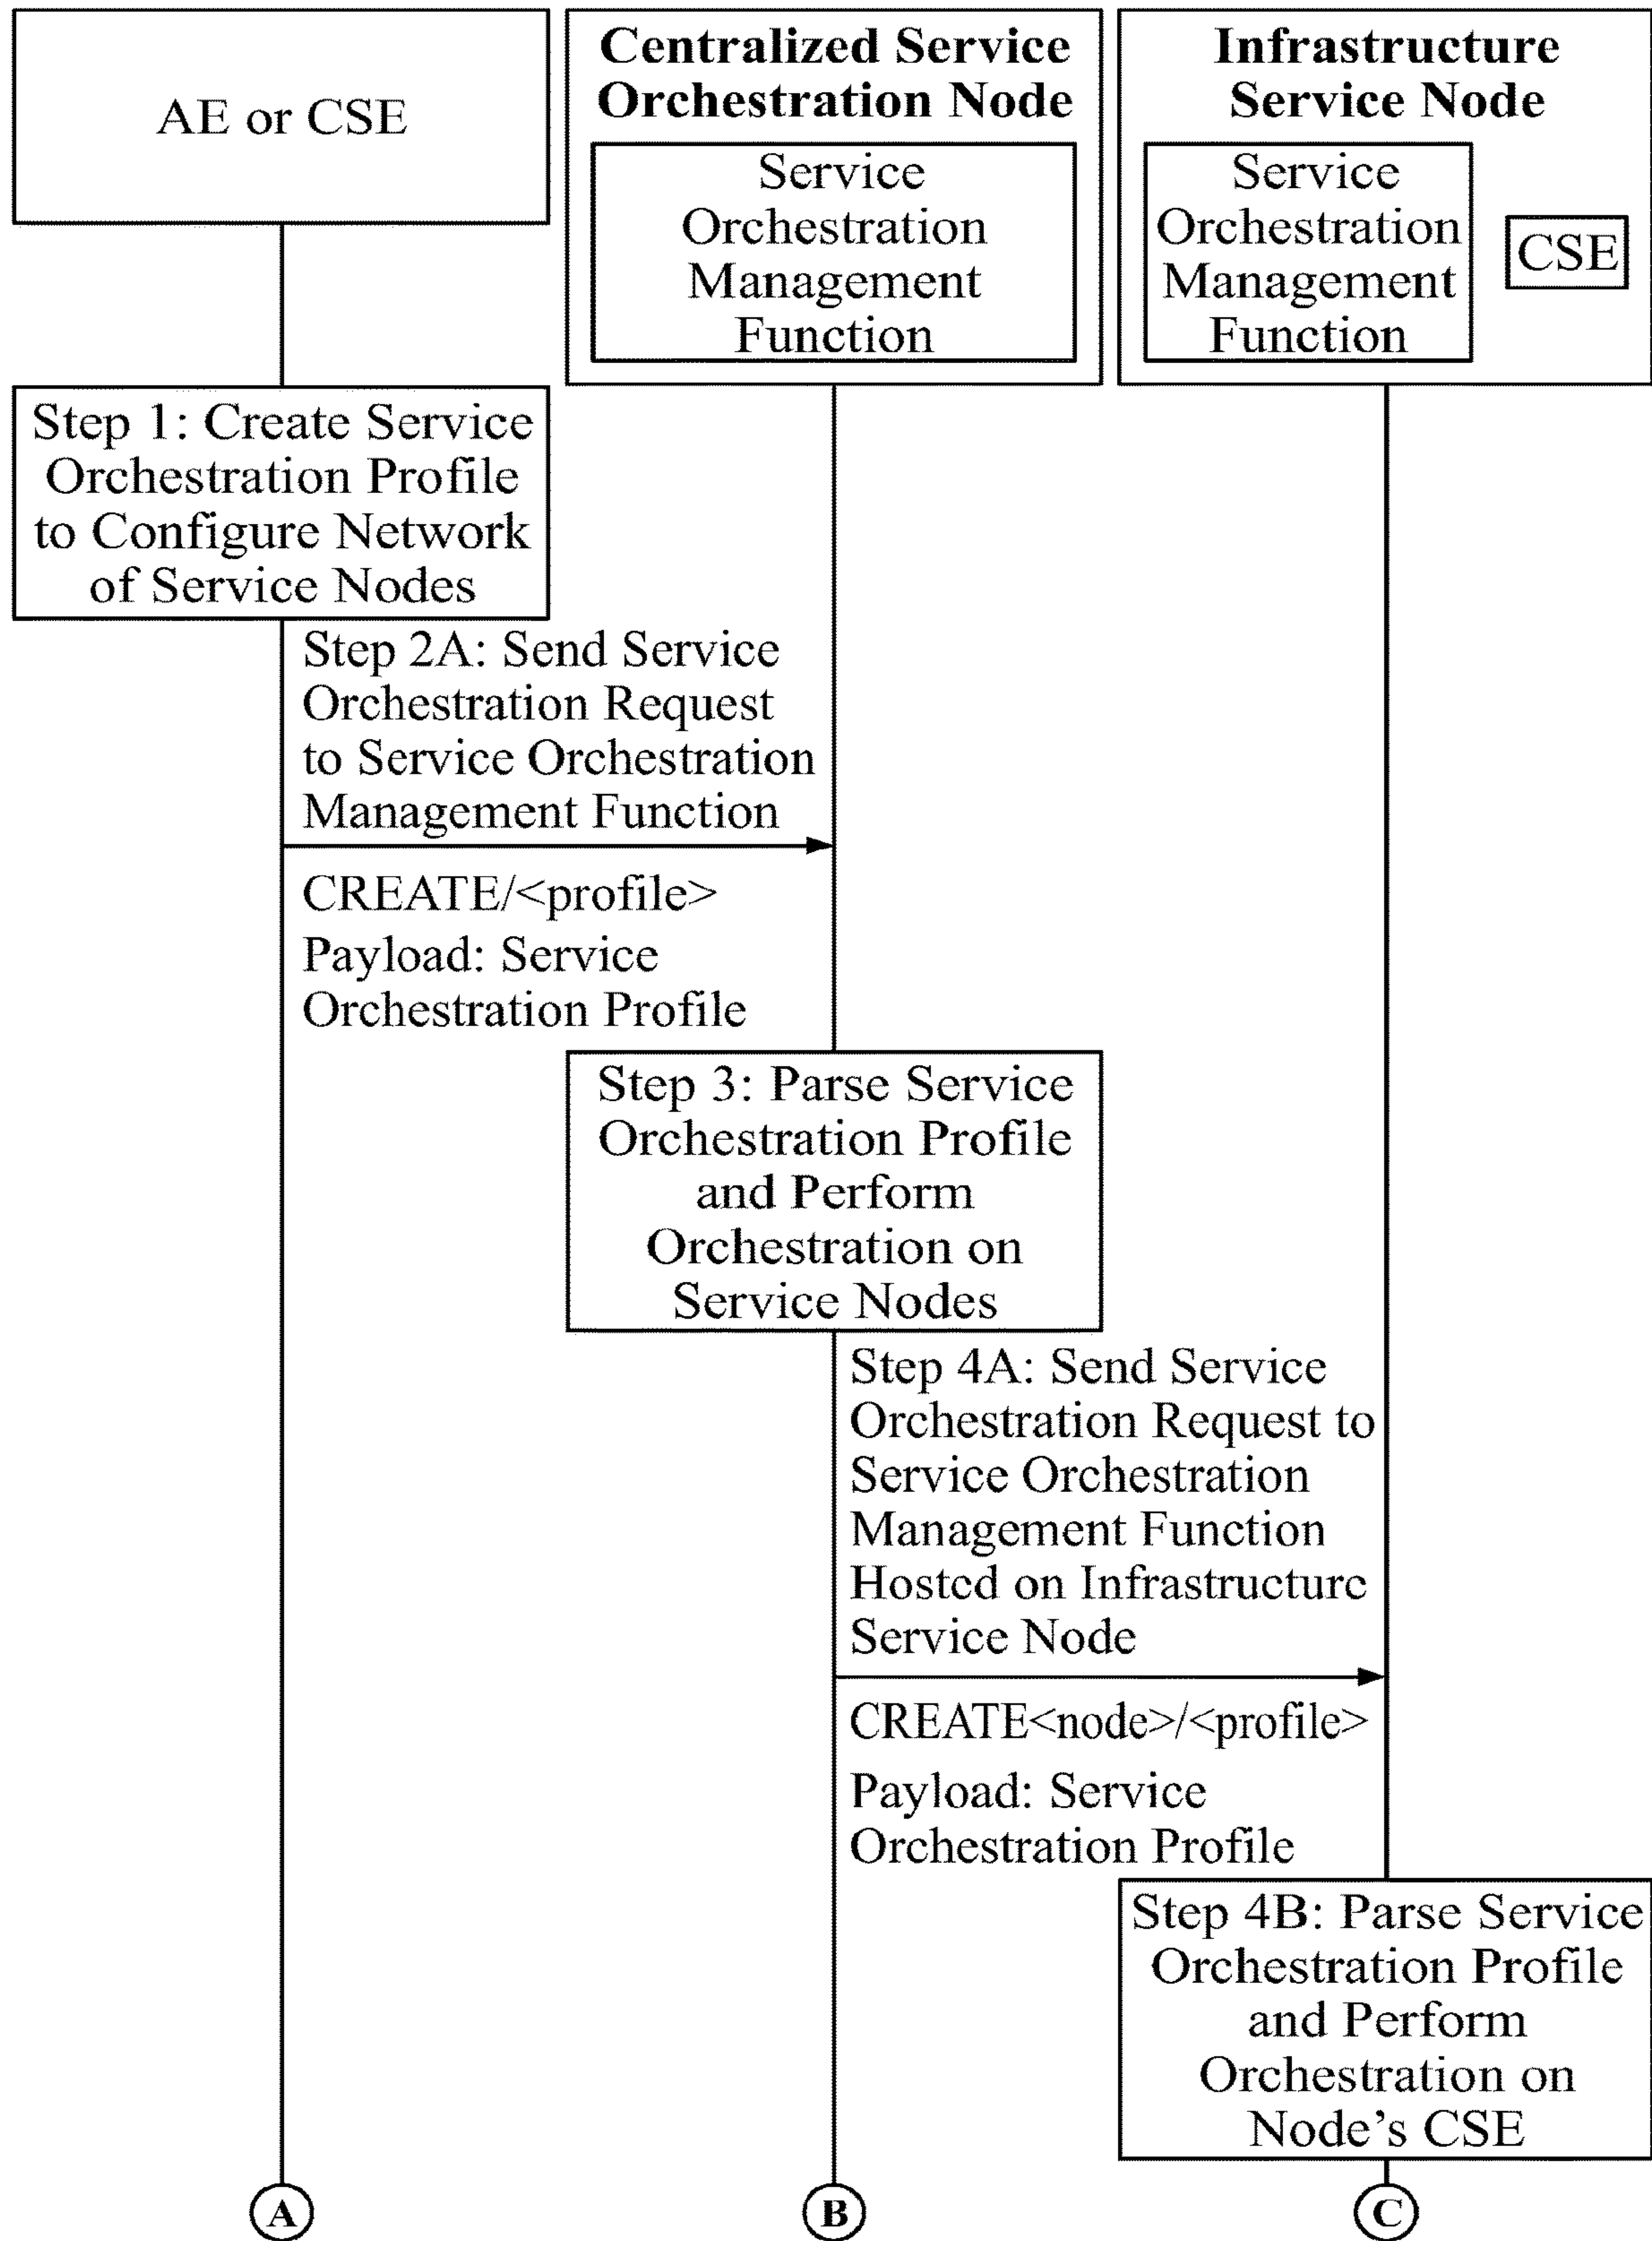 AE or CSE
Centralized Service
Orchestration Node
Service
Orchestration
Management
Function
Infrastructure
Service Node
Service
Orchestration
Management
Function
CSE
Step 1: Create Service
Orchestration Profile
to Configure Network
of Service Nodes
Step 2A: Send Service
Orchestration Request
to Service Orchestration
Management Function
CREATE/<profile>
Payload: Service
Orchestration Profile
Step 3: Parse Service
Orchestration Profile
and Perform
Orchestration on
Service Nodes
Step 4A: Send Service
Orchestration Request to
Service Orchestration
Management Function
Hosted on Infrastructure
Service Node
CREATE<node>/<profile>
Payload: Service
Orchestration Profile
Step 4B: Parse Service
Orchestration Profile
and Perform
Orchestration on
Node's CSE
A
B
C